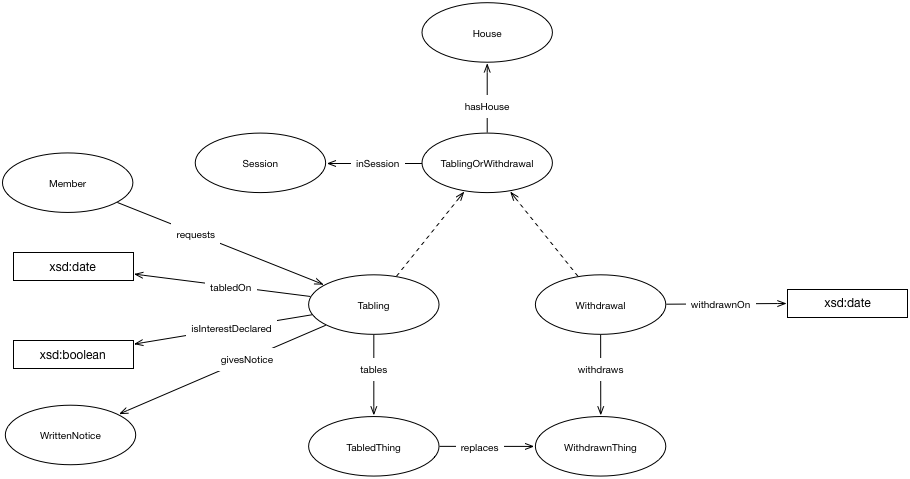 House
hasHouse
Session
inSession
TablingOrWithdrawal
Member
requests
xsd:date
tabledOn
Tabling
Withdrawal
withdrawnOn
xsd:date
isInterestDeclared
xsd:boolean
givesNotice
tables
withdraws
WrittenNotice
TabledThing
replaces
WithdrawnThing